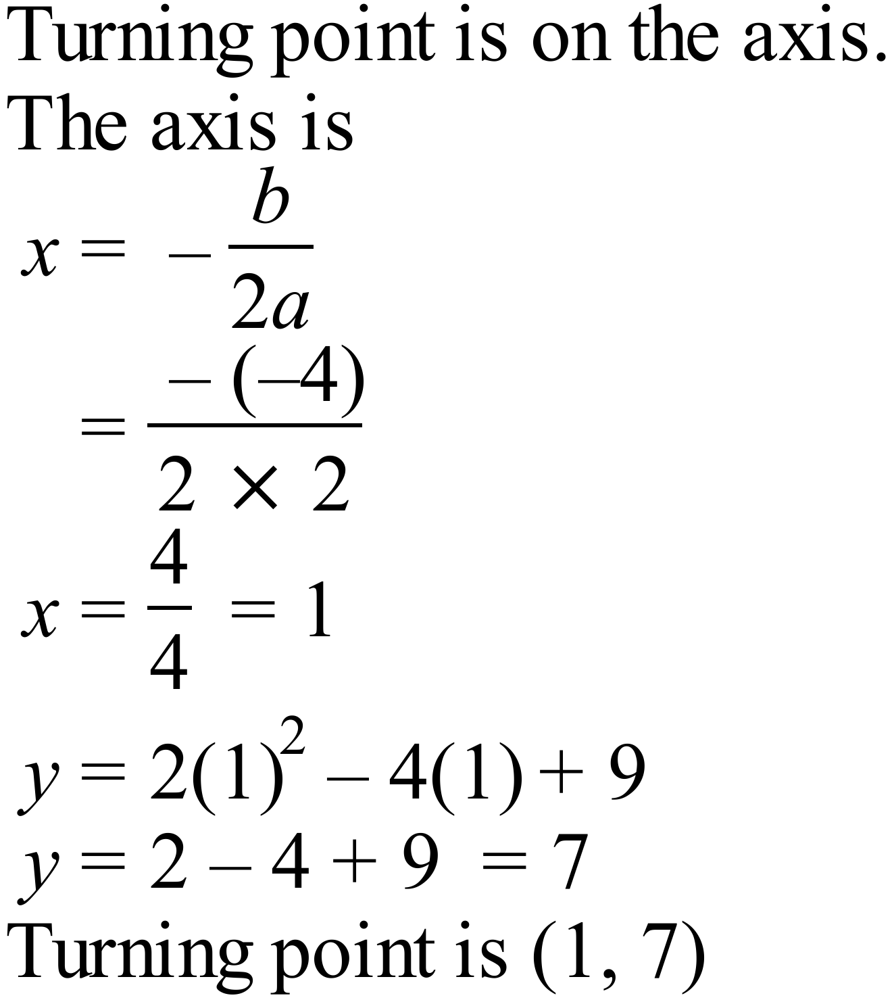 Turning point is on the axis.
The axis is
x = – b/2a
= – (–4)/2 × 2
x = 4/4 = 1
y = 2(1)² – 4(1) + 9
y = 2 – 4 + 9 = 7
Turning point is (1, 7)